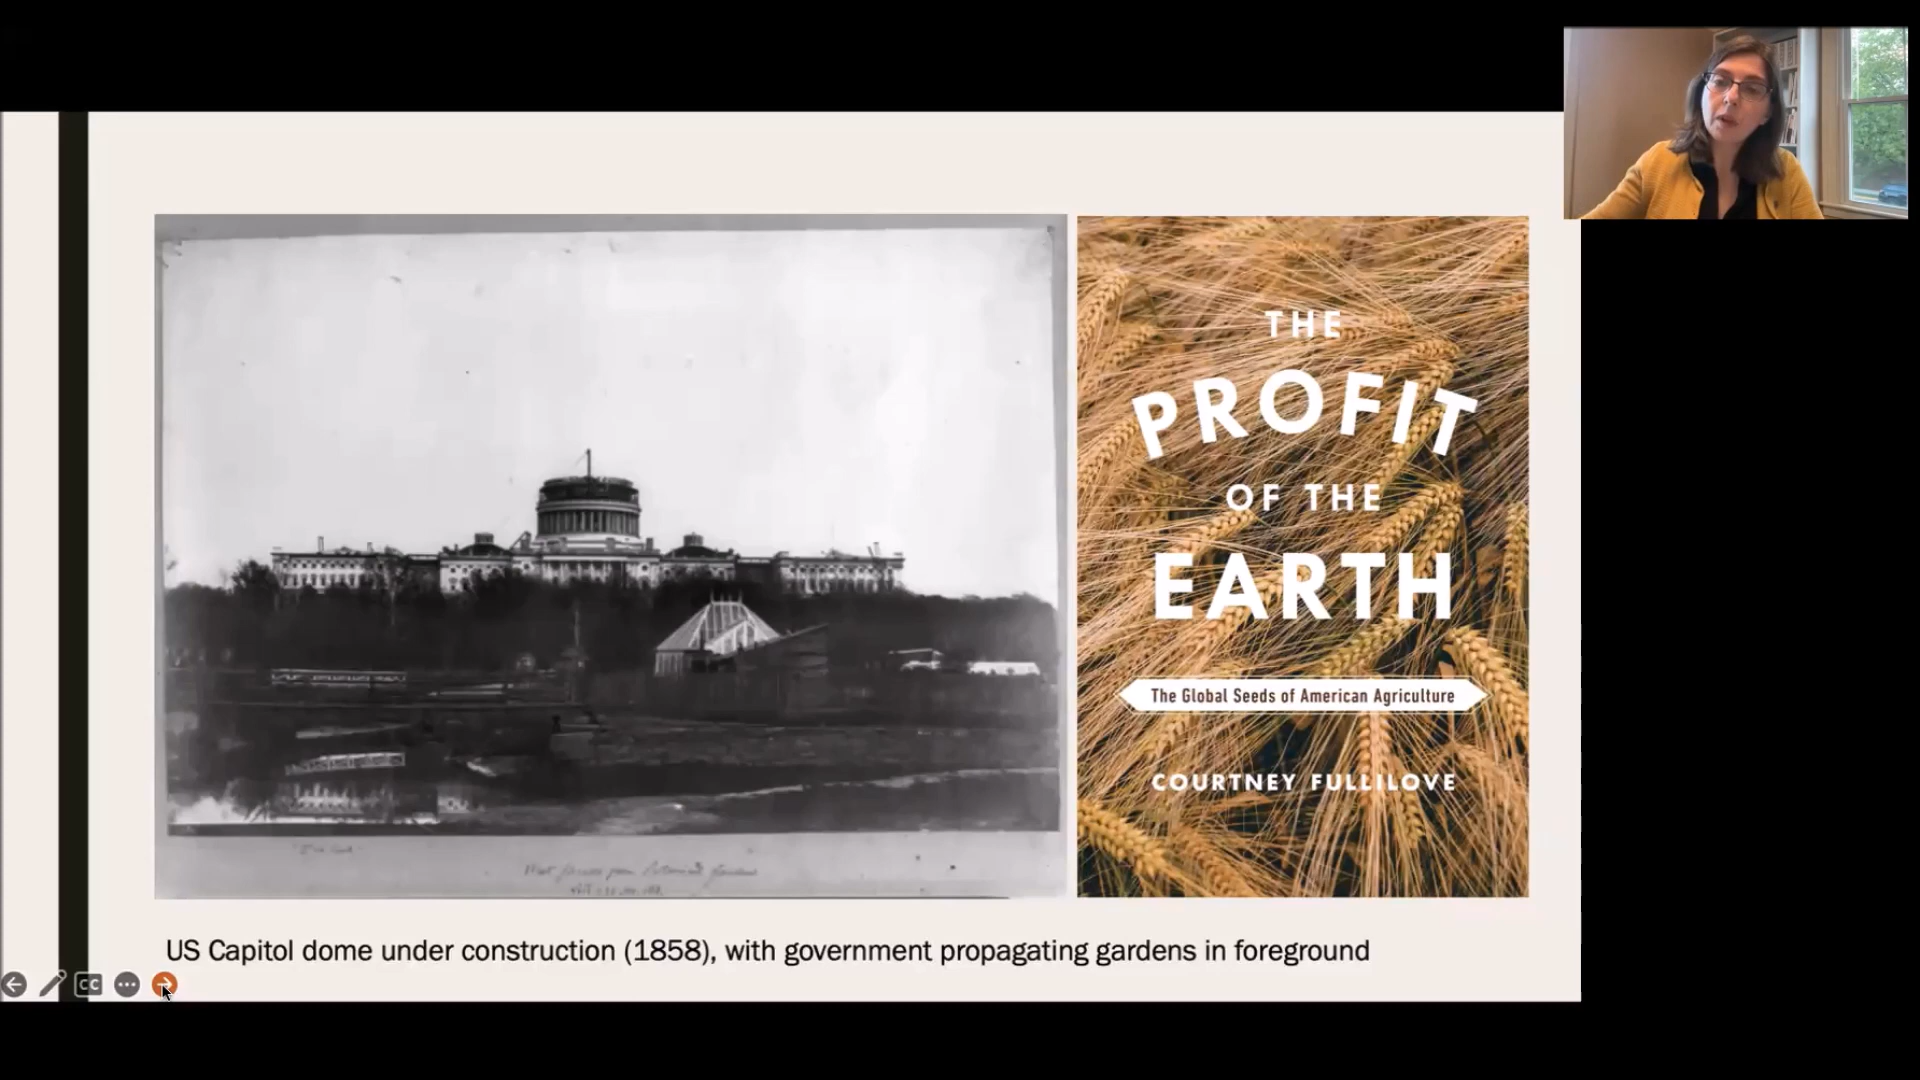 THE
PROFIT
OF THE
EARTH
The Global Seeds of American Agriculture
COURTNEY FULLILOVE
US Capitol dome under construction (1858), with government propagating gardens in foreground
CC